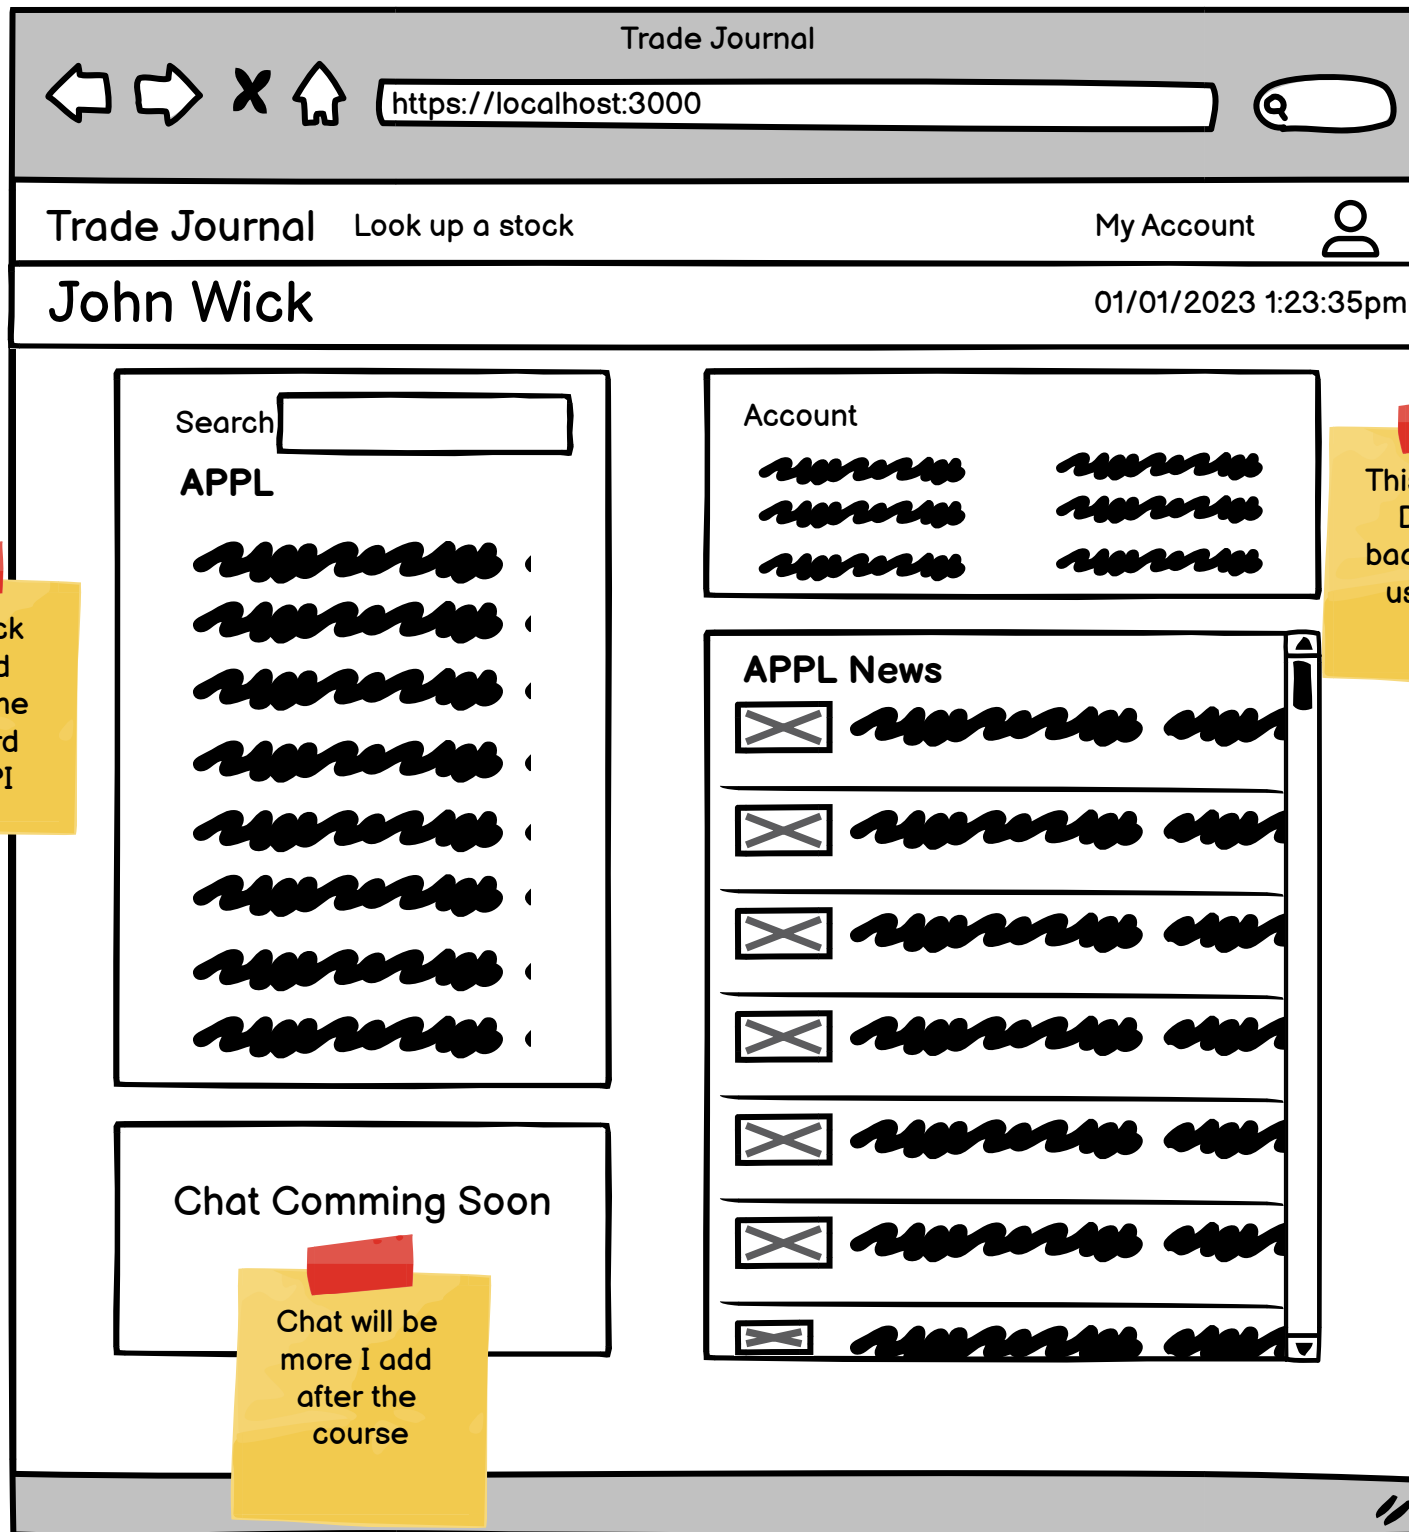 Trade Journal
https://localhost:3000
Trade Journal Look up a stock My Account
John Wick 01/01/2023 1:23:35pm
Search
APPL
Account
APPL News
Chat Comming Soon
Chat will be
more I add
after the
course